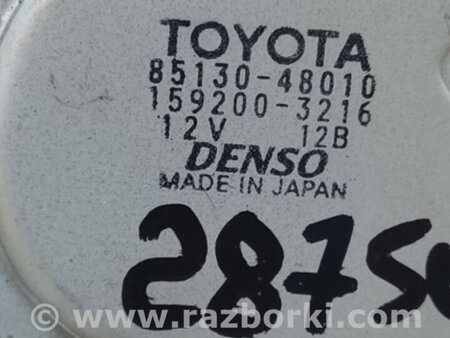 TOYOTA
85130-48010
159200-3216
12V 12B
DENSO
MADE IN JAPAN
www.razborki.com